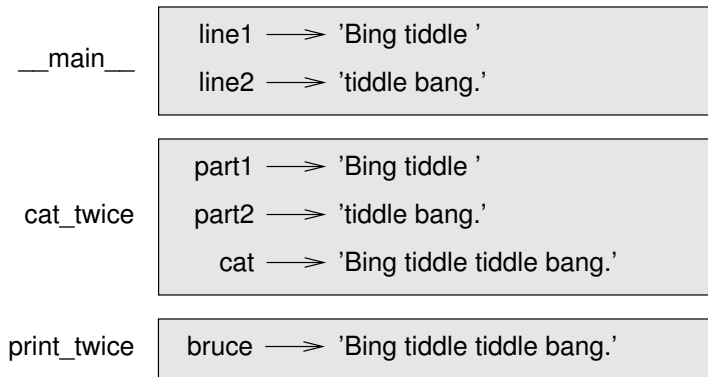 __main__
line1 ’Bing tiddle ’
line2 ’tiddle bang.’
cat_twice
part1 ’Bing tiddle ’
part2 ’tiddle bang.’
cat ’Bing tiddle tiddle bang.’
print_twice
bruce ’Bing tiddle tiddle bang.’